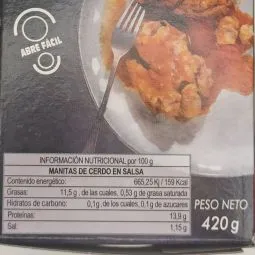 ABRE FÁCIL
INFORMACIÓN NUTRICIONAL por 100 g
MANITAS DE CERDO EN SALSA
Contenido energético: 665,25 Kj / 159 Kcal
Grasas: 11,5 g , de las cuales, 0,53 g de grasa saturada
Hidratos de carbono: 0,1g , de los cuales, 0,1 g de azucares
Proteínas: 13,9 g
Sal: 1,15 g
PESO NETO
420 g